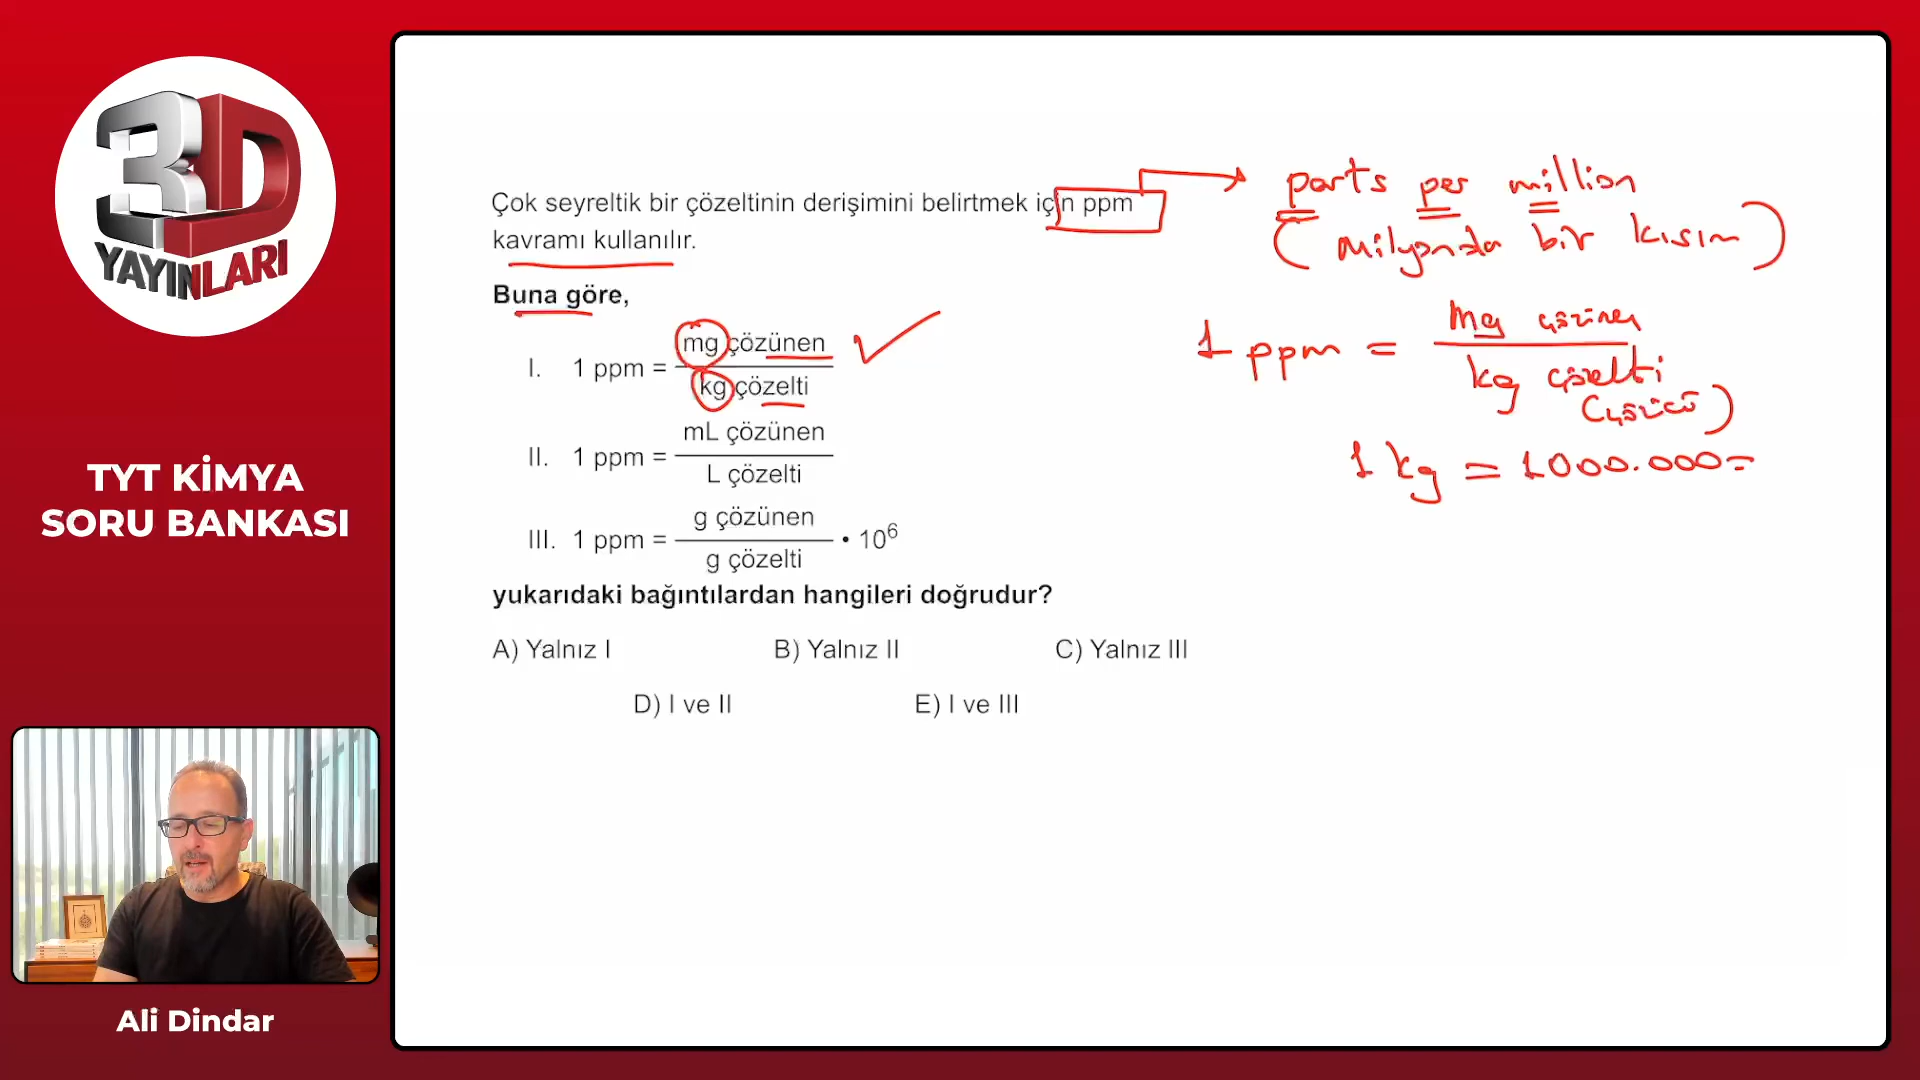 3D
YAYINLARI
TYT KİMYA
SORU BANKASI
Ali Dindar
Çok seyreltik bir çözeltinin derişimini belirtmek için ppm
kavramı kullanılır.
Buna göre,
I. 1 ppm = mg çözünen
kg çözelti
II. 1 ppm = mL çözünen
L çözelti
III. 1 ppm = g çözünen
g çözelti • 10⁶
yukarıdaki bağıntılardan hangileri doğrudur?
A) Yalnız I B) Yalnız II C) Yalnız III
D) I ve II E) I ve III
parts per million
(milyonda bir kısım)
1 ppm = mg çözünen
kg çözelti
(çözücü)
1 kg = 1000.000